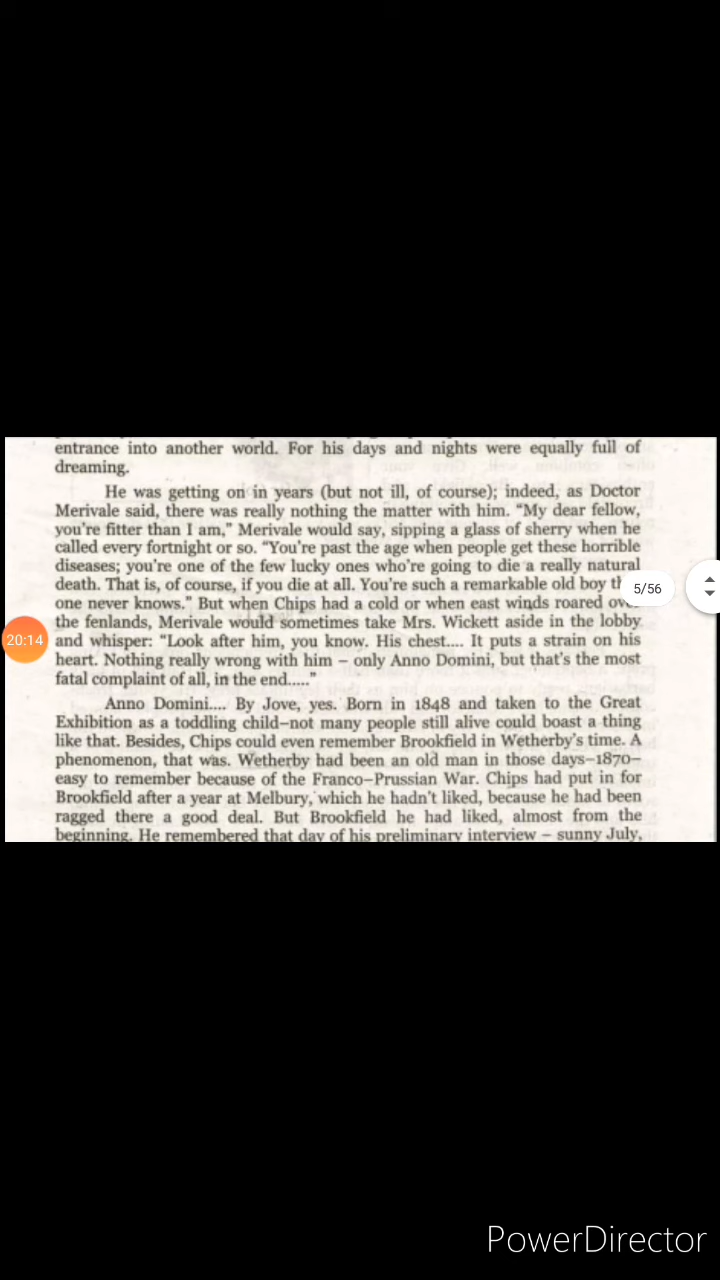 entrance into another world. For his days and nights were equally full of
dreaming.
He was getting on in years (but not ill, of course); indeed, as Doctor
Merivale said, there was really nothing the matter with him. “My dear fellow,
you're fitter than I am,” Merivale would say, sipping a glass of sherry when he
called every fortnight or so. “You're past the age when people get these horrible
diseases; you're one of the few lucky ones who're going to die a really natural
death. That is, of course, if you die at all. You're such a remarkable old boy
5/56
one never knows.” But when Chips had a cold or when east winds roared
the fenlands, Merivale would sometimes take Mrs. Wickett aside in the lobby
20:14
and whisper: “Look after him, you know. His chest.... It puts a strain on his
heart. Nothing really wrong with him – only Anno Domini, but that's the most
fatal complaint of all, in the end.....”
Anno Domini.... By Jove, yes. Born in 1848 and taken to the Great
Exhibition as a toddling child–not many people still alive could boast a thing
like that. Besides, Chips could even remember Brookfield in Wetherby's time. A
phenomenon, that was. Wetherby had been an old man in those days–1870–
easy to remember because of the Franco–Prussian War. Chips had put in for
Brookfield after a year at Melbury, which he hadn't liked, because he had been
ragged there a good deal. But Brookfield he had liked, almost from the
beginning. He remembered that day of his preliminary interview – sunny July,
PowerDirector